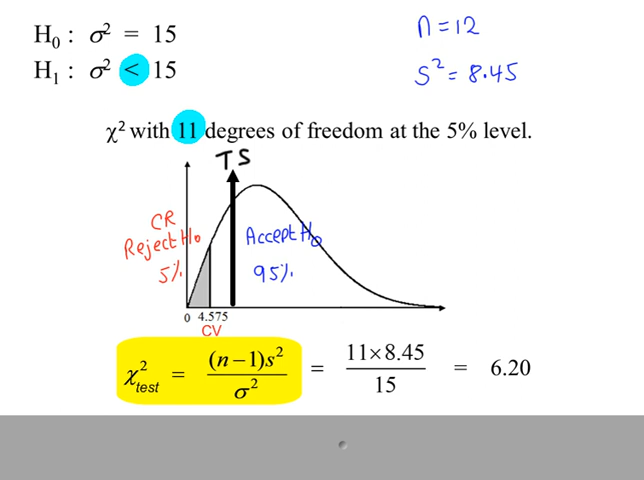 H₀ : σ² = 15
n = 12
H₁ : σ² < 15
s² = 8.45
χ² with 11 degrees of freedom at the 5% level.
TS
CR
Reject H₀
5%
Accept H₀
95%
0 4.575
CV
χ²test = (n−1)s² / σ² = 11×8.45 / 15 = 6.20